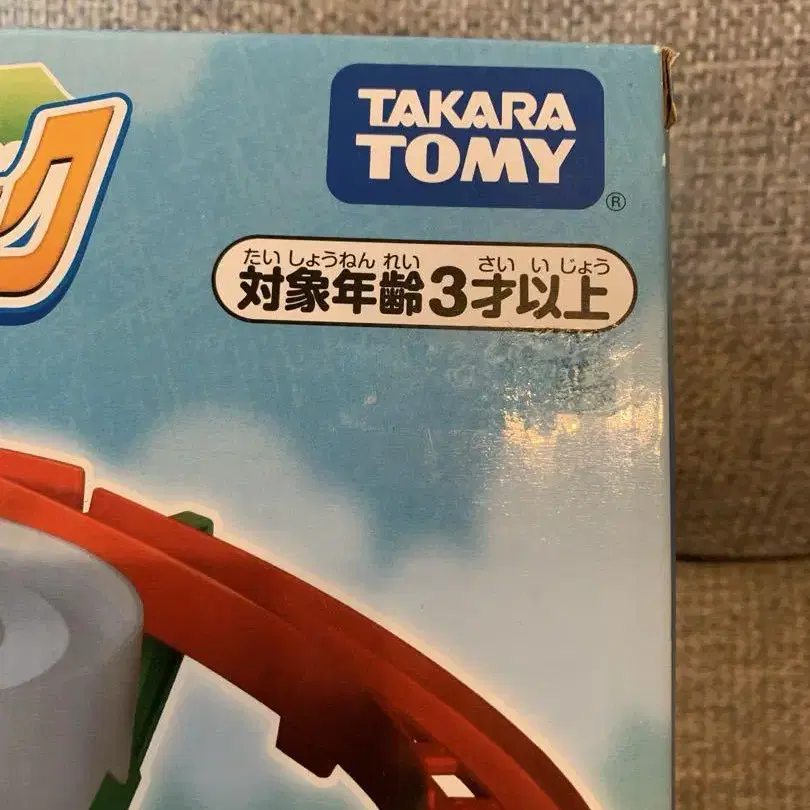 TAKARA
TOMY
®
たいしょうねんれい さいいじょう
対象年齢3才以上
ク